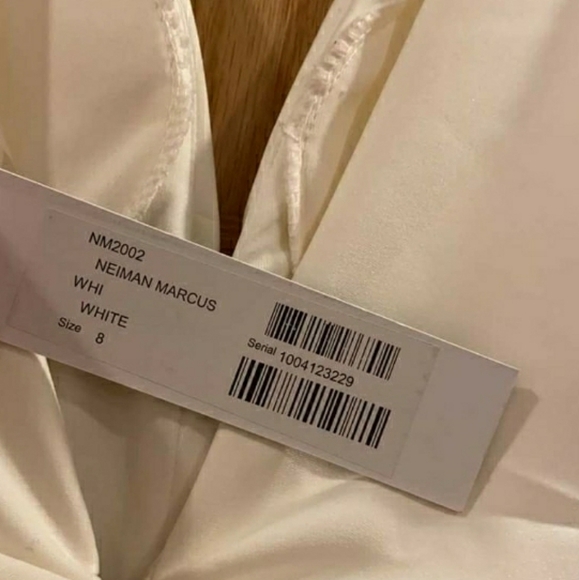 NM2002
NEIMAN MARCUS
WHI
WHITE
Size 8
Serial 1004123229